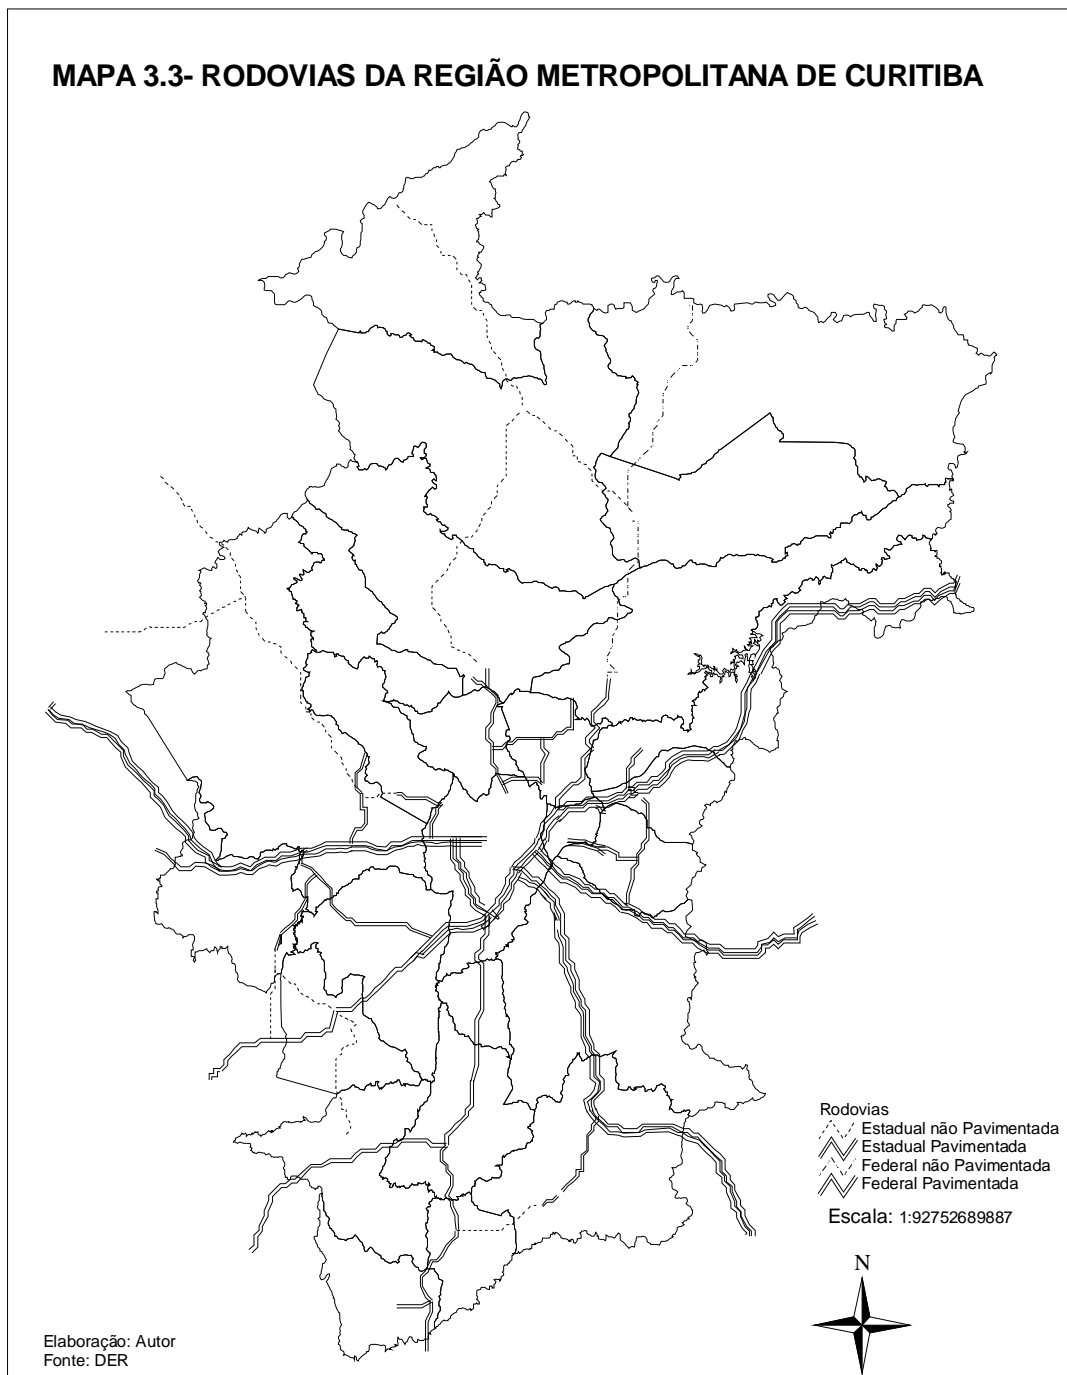 MAPA 3.3- RODOVIAS DA REGIÃO METROPOLITANA DE CURITIBA
Rodovias
Estadual não Pavimentada
Estadual Pavimentada
Federal não Pavimentada
Federal Pavimentada
Escala: 1:92752689887
N
Elaboração: Autor
Fonte: DER